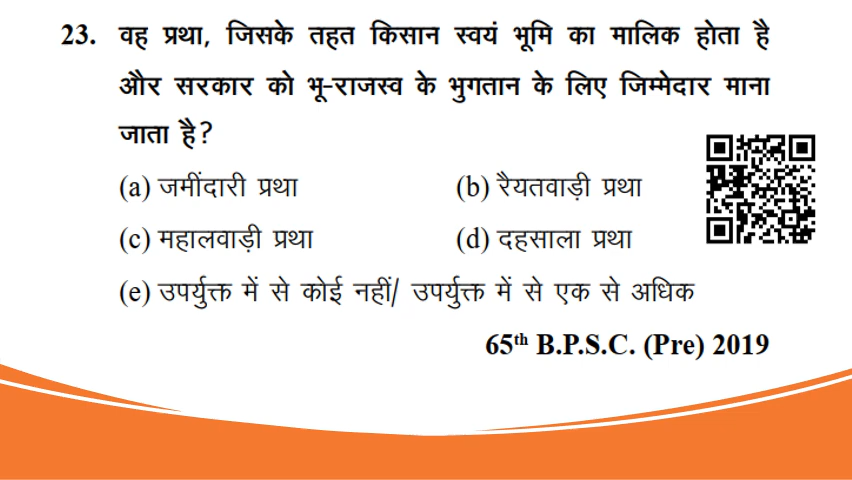 23. वह प्रथा, जिसके तहत किसान स्वयं भूमि का मालिक होता है
और सरकार को भू-राजस्व के भुगतान के लिए जिम्मेदार माना
जाता है?
(a) जमींदारी प्रथा (b) रैयतवाड़ी प्रथा
(c) महालवाड़ी प्रथा (d) दहसाला प्रथा
(e) उपर्युक्त में से कोई नहीं/ उपर्युक्त में से एक से अधिक
65th B.P.S.C. (Pre) 2019